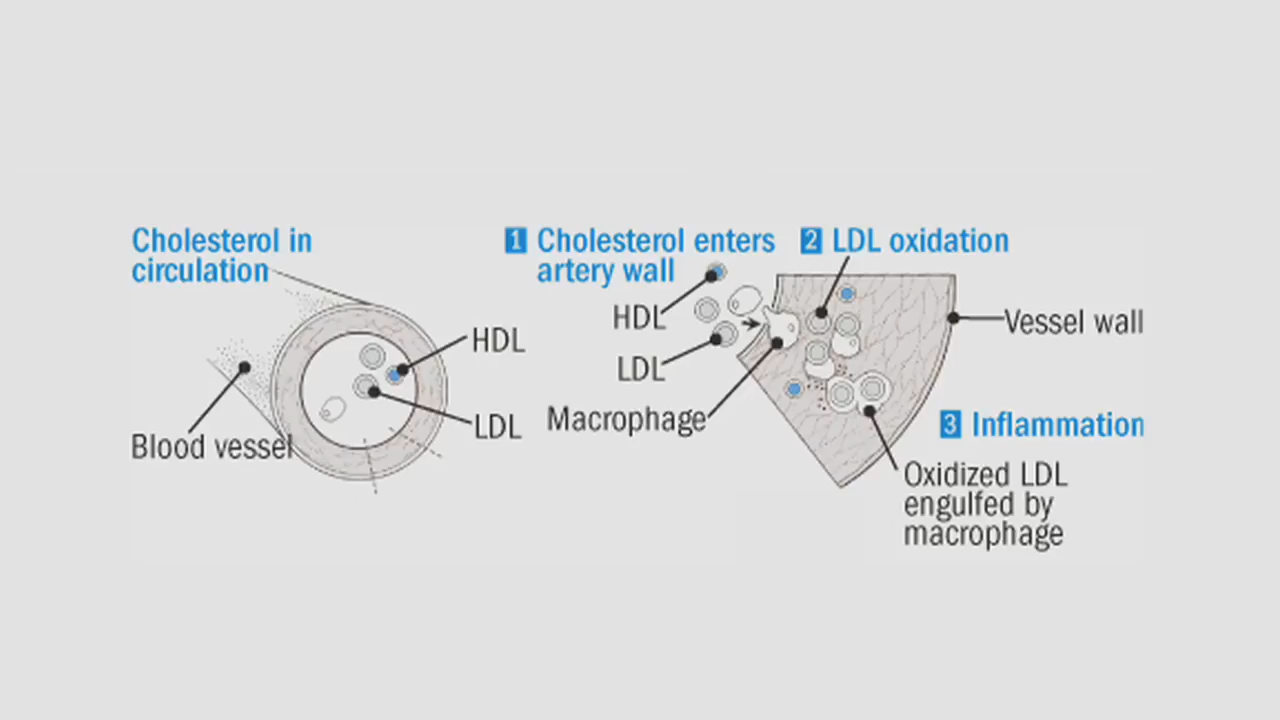 Cholesterol in
circulation
HDL
LDL
Blood vessel
1 Cholesterol enters
artery wall
HDL
LDL
Macrophage
2 LDL oxidation
Vessel wall
3 Inflammation
Oxidized LDL
engulfed by
macrophage